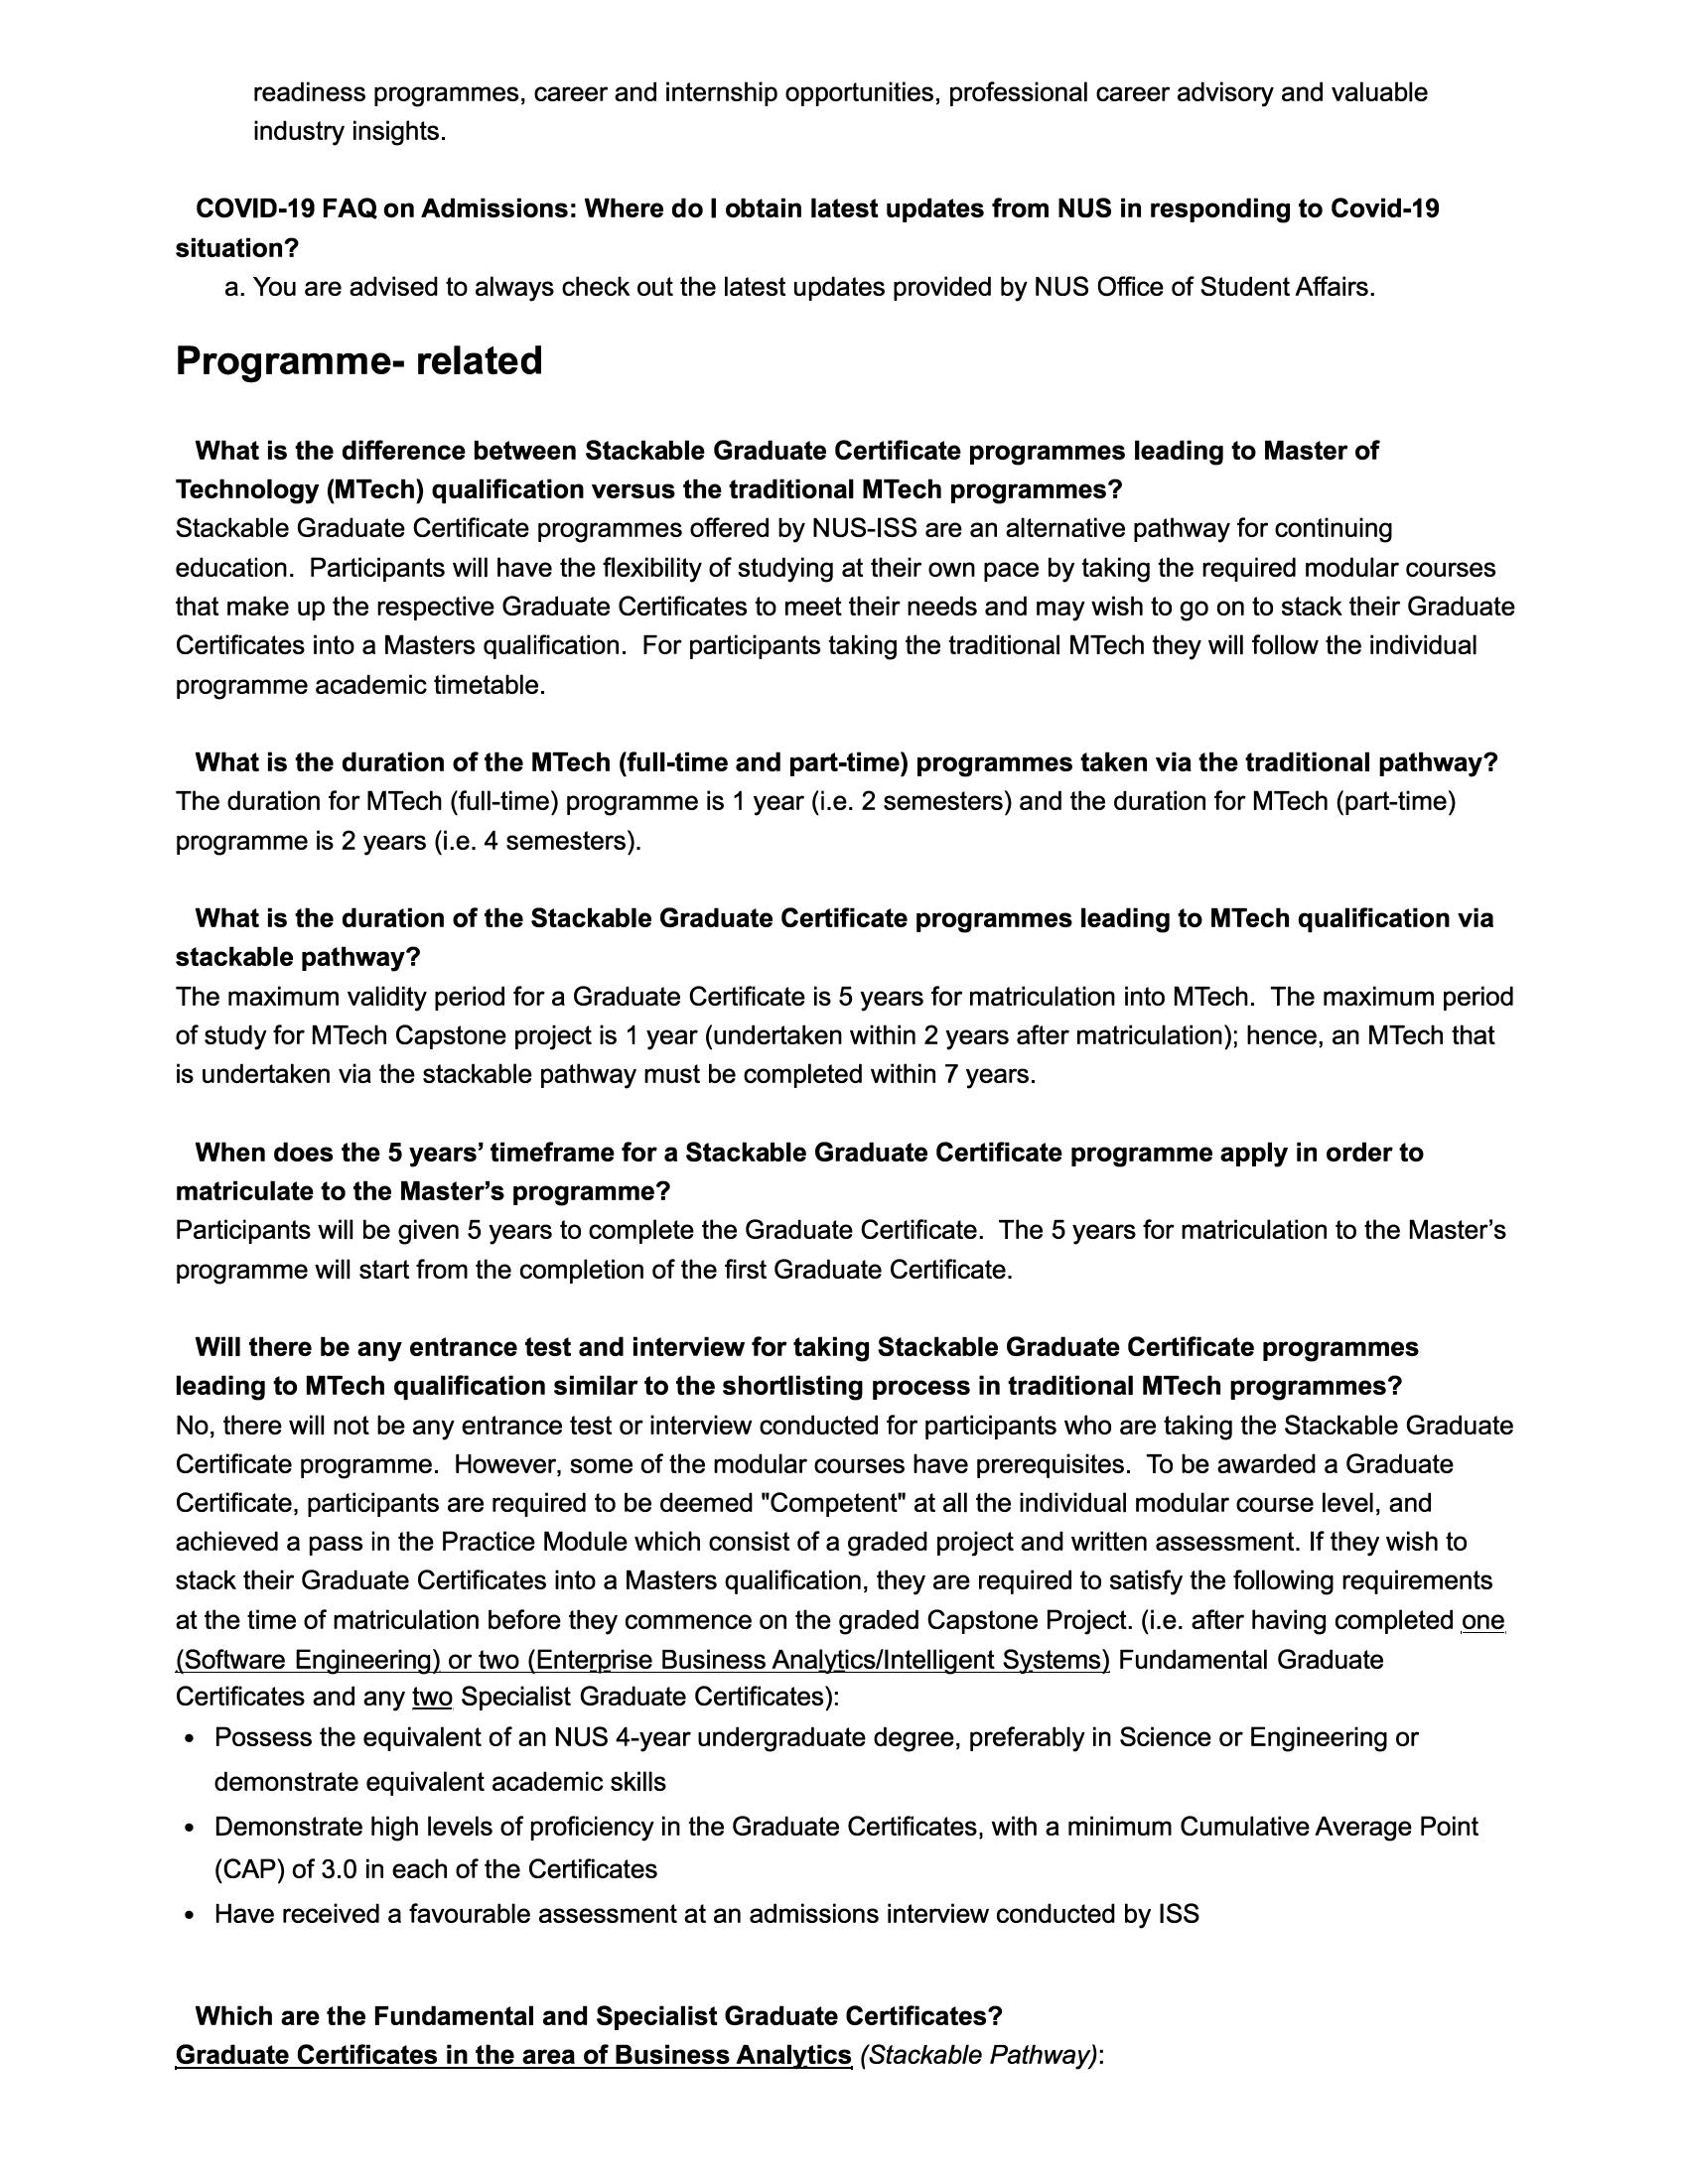 readiness programmes, career and internship opportunities, professional career advisory and valuable
industry insights.
COVID-19 FAQ on Admissions: Where do I obtain latest updates from NUS in responding to Covid-19
situation?
a. You are advised to always check out the latest updates provided by NUS Office of Student Affairs.
Programme- related
What is the difference between Stackable Graduate Certificate programmes leading to Master of
Technology (MTech) qualification versus the traditional MTech programmes?
Stackable Graduate Certificate programmes offered by NUS-ISS are an alternative pathway for continuing
education.  Participants will have the flexibility of studying at their own pace by taking the required modular courses
that make up the respective Graduate Certificates to meet their needs and may wish to go on to stack their Graduate
Certificates into a Masters qualification.  For participants taking the traditional MTech they will follow the individual
programme academic timetable.
What is the duration of the MTech (full-time and part-time) programmes taken via the traditional pathway?
The duration for MTech (full-time) programme is 1 year (i.e. 2 semesters) and the duration for MTech (part-time)
programme is 2 years (i.e. 4 semesters).
What is the duration of the Stackable Graduate Certificate programmes leading to MTech qualification via
stackable pathway?
The maximum validity period for a Graduate Certificate is 5 years for matriculation into MTech.  The maximum period
of study for MTech Capstone project is 1 year (undertaken within 2 years after matriculation); hence, an MTech that
is undertaken via the stackable pathway must be completed within 7 years.
When does the 5 years’ timeframe for a Stackable Graduate Certificate programme apply in order to
matriculate to the Master’s programme?
Participants will be given 5 years to complete the Graduate Certificate.  The 5 years for matriculation to the Master’s
programme will start from the completion of the first Graduate Certificate.
Will there be any entrance test and interview for taking Stackable Graduate Certificate programmes
leading to MTech qualification similar to the shortlisting process in traditional MTech programmes?
No, there will not be any entrance test or interview conducted for participants who are taking the Stackable Graduate
Certificate programme.  However, some of the modular courses have prerequisites.  To be awarded a Graduate
Certificate, participants are required to be deemed "Competent" at all the individual modular course level, and
achieved a pass in the Practice Module which consist of a graded project and written assessment. If they wish to
stack their Graduate Certificates into a Masters qualification, they are required to satisfy the following requirements
at the time of matriculation before they commence on the graded Capstone Project. (i.e. after having completed one
(Software Engineering) or two (Enterprise Business Analytics/Intelligent Systems) Fundamental Graduate
Certificates and any two Specialist Graduate Certificates):
• Possess the equivalent of an NUS 4-year undergraduate degree, preferably in Science or Engineering or
demonstrate equivalent academic skills
• Demonstrate high levels of proficiency in the Graduate Certificates, with a minimum Cumulative Average Point
(CAP) of 3.0 in each of the Certificates
• Have received a favourable assessment at an admissions interview conducted by ISS
Which are the Fundamental and Specialist Graduate Certificates?
Graduate Certificates in the area of Business Analytics (Stackable Pathway):